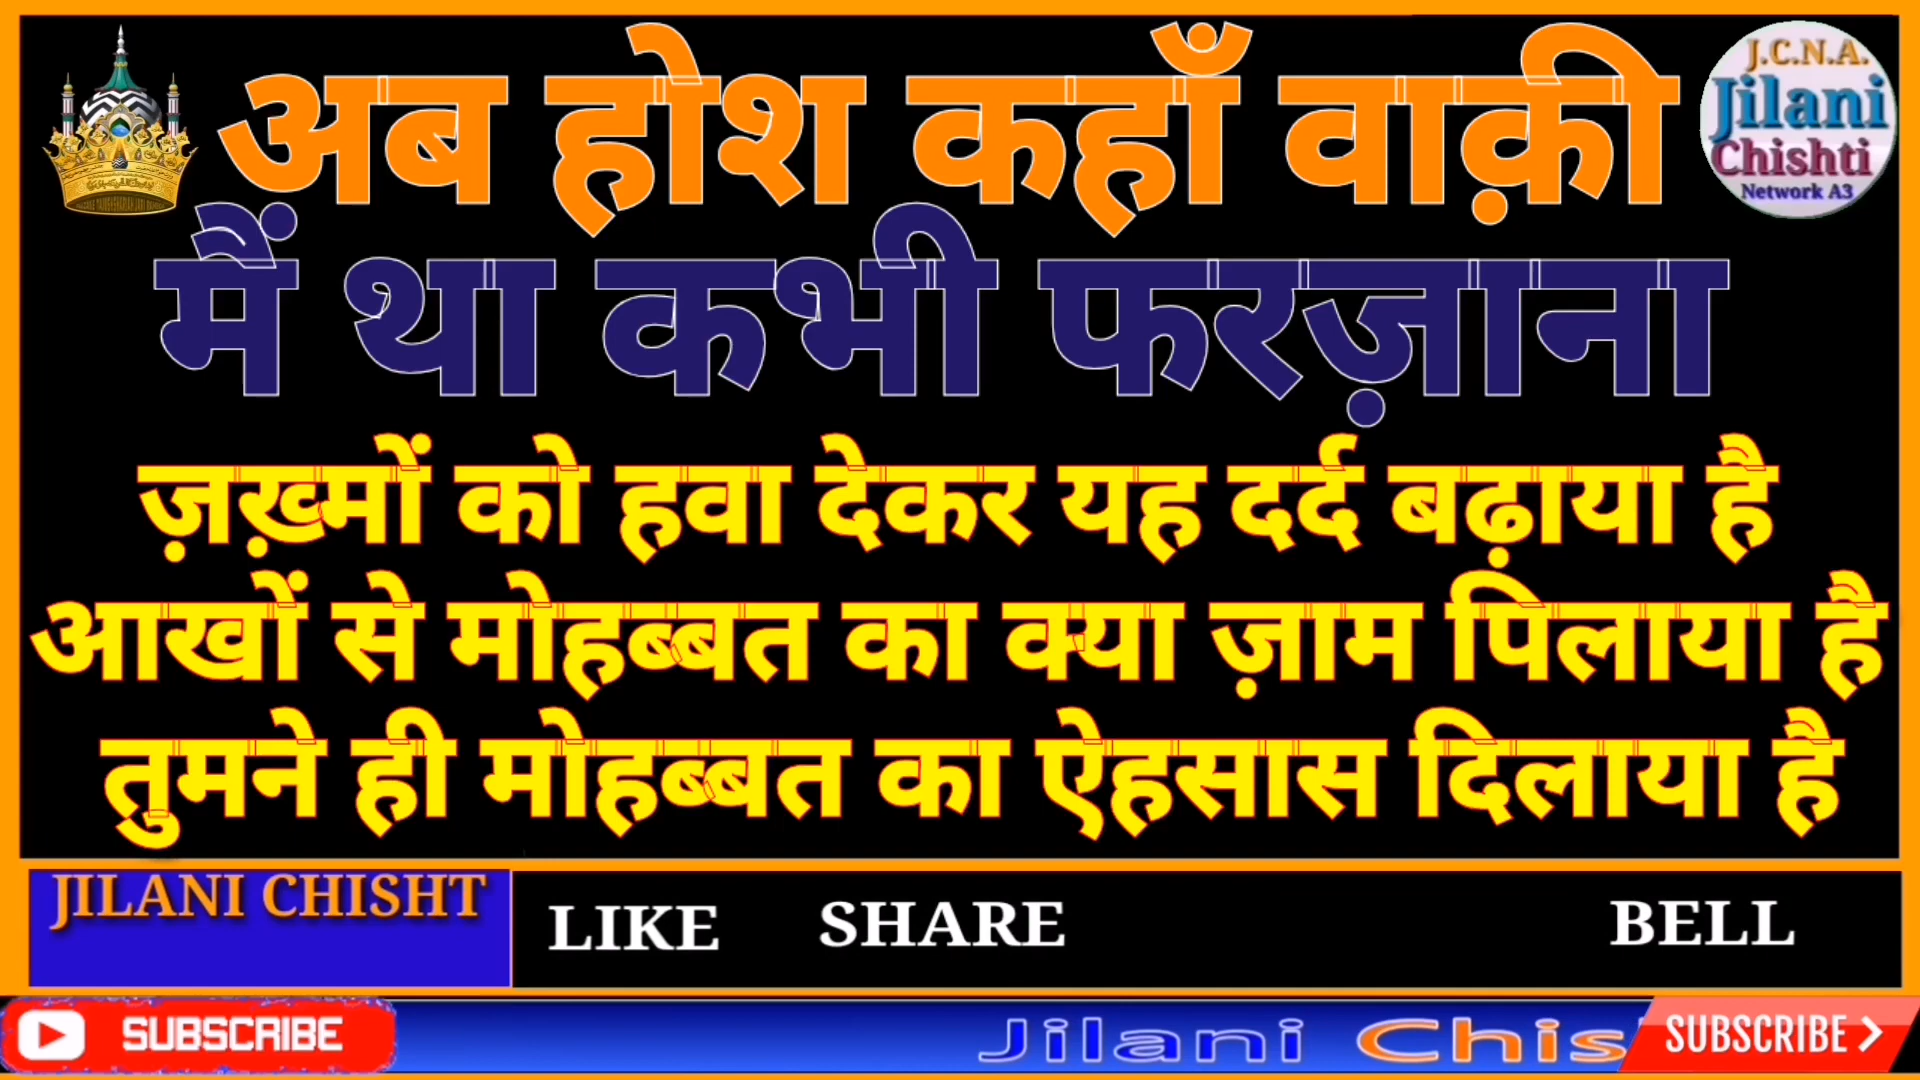 अब होश कहाँ वाक़ी
J.C.N.A.
Jilani
Chishti
Network A3
मैं था कभी फरज़ाना
ज़ख़्मों को हवा देकर यह दर्द बढ़ाया है
आखों से मोहब्बत का क्या ज़ाम पिलाया है
तुमने ही मोहब्बत का ऐहसास दिलाया है
JILANI CHISHT
LIKE SHARE BELL
SUBSCRIBE
Jilani Chis
SUBSCRIBE